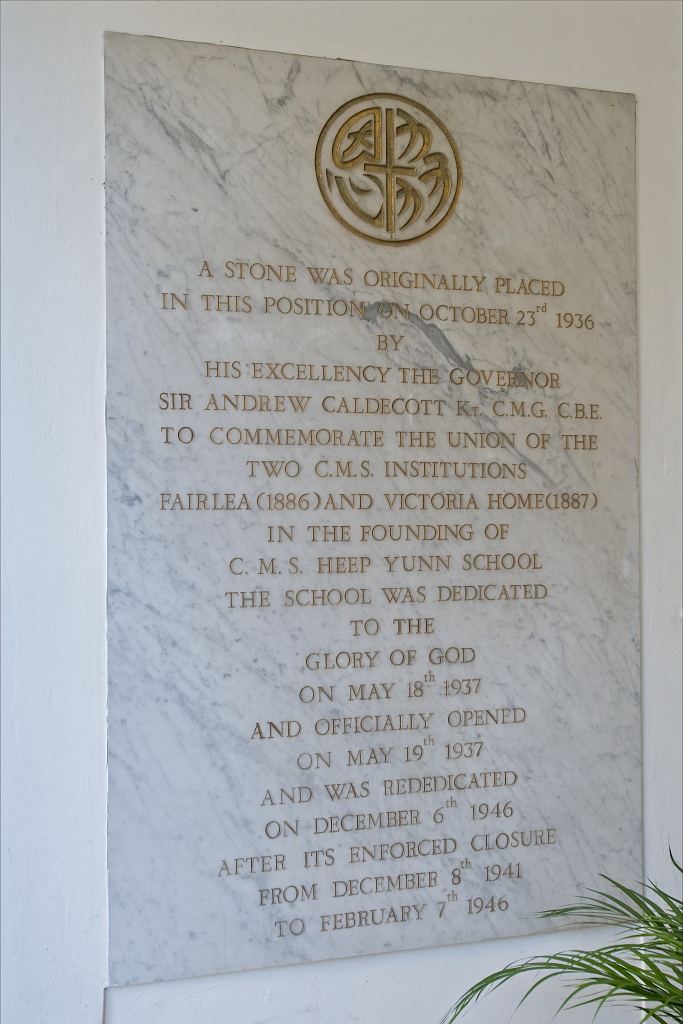 A STONE WAS ORIGINALLY PLACED
IN THIS POSITION ON OCTOBER 23rd 1936
BY
HIS EXCELLENCY THE GOVERNOR
SIR ANDREW CALDECOTT KT. C.M.G. C.B.E.
TO COMMEMORATE THE UNION OF THE
TWO C.M.S. INSTITUTIONS
FAIRLEA (1886) AND VICTORIA HOME (1887)
IN THE FOUNDING OF
C. M. S. HEEP YUNN SCHOOL
THE SCHOOL WAS DEDICATED
TO THE
GLORY OF GOD
ON MAY 18th 1937
AND OFFICIALLY OPENED
ON MAY 19th 1937
AND WAS REDEDICATED
ON DECEMBER 6th 1946
AFTER ITS ENFORCED CLOSURE
FROM DECEMBER 8th 1941
TO FEBRUARY 7th 1946